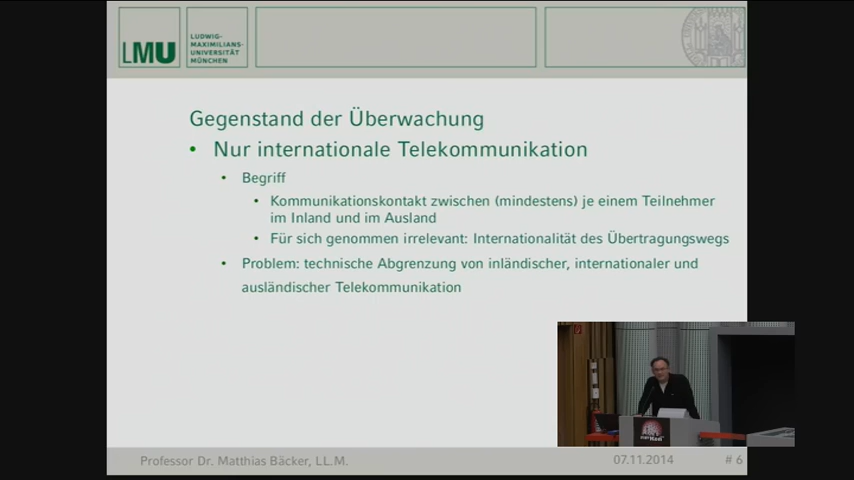 LMU
LUDWIG-
MAXIMILIANS-
UNIVERSITÄT
MÜNCHEN
Gegenstand der Überwachung
• Nur internationale Telekommunikation
• Begriff
• Kommunikationskontakt zwischen (mindestens) je einem Teilnehmer
im Inland und im Ausland
• Für sich genommen irrelevant: Internationalität des Übertragungswegs
• Problem: technische Abgrenzung von inländischer, internationaler und
ausländischer Telekommunikation
Professor Dr. Matthias Bäcker, LL.M.
07.11.2014
# 6